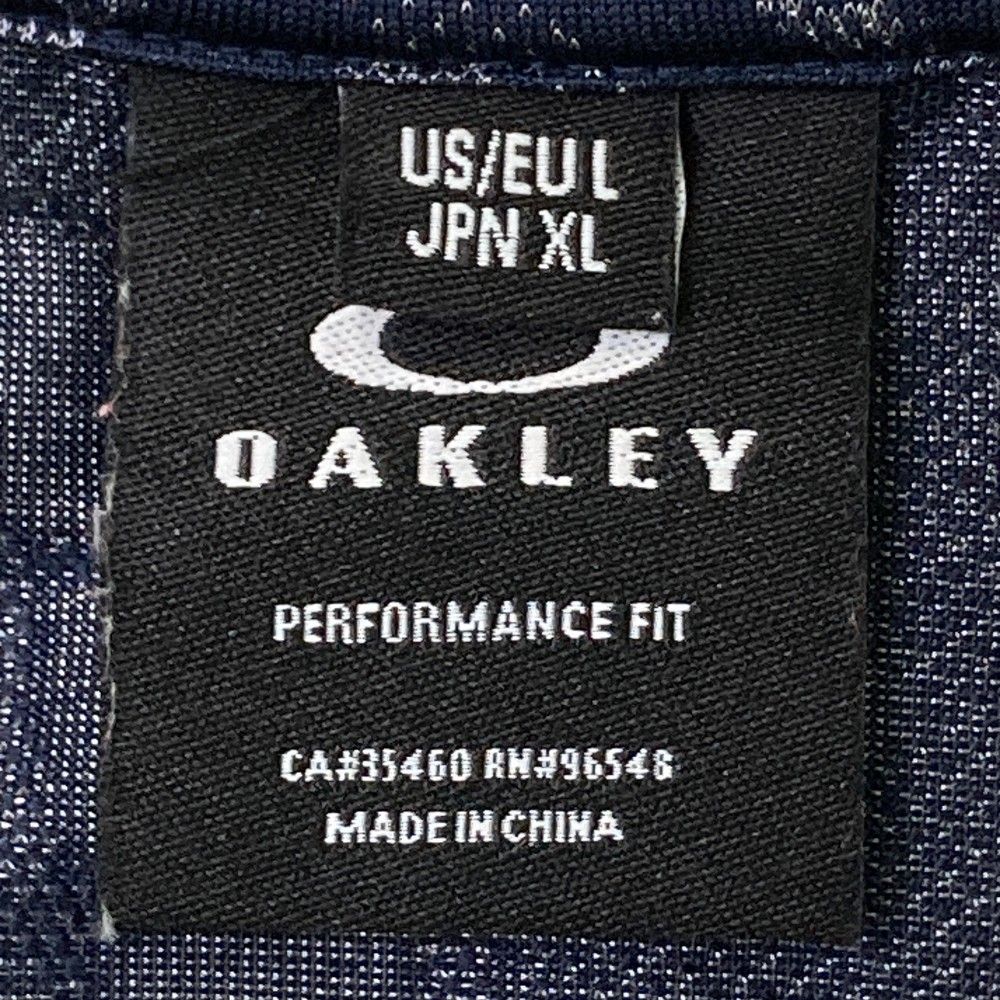 US/EU L
JPN XL
OAKLEY
PERFORMANCE FIT
CA#35460 RN#96548
MADE IN CHINA